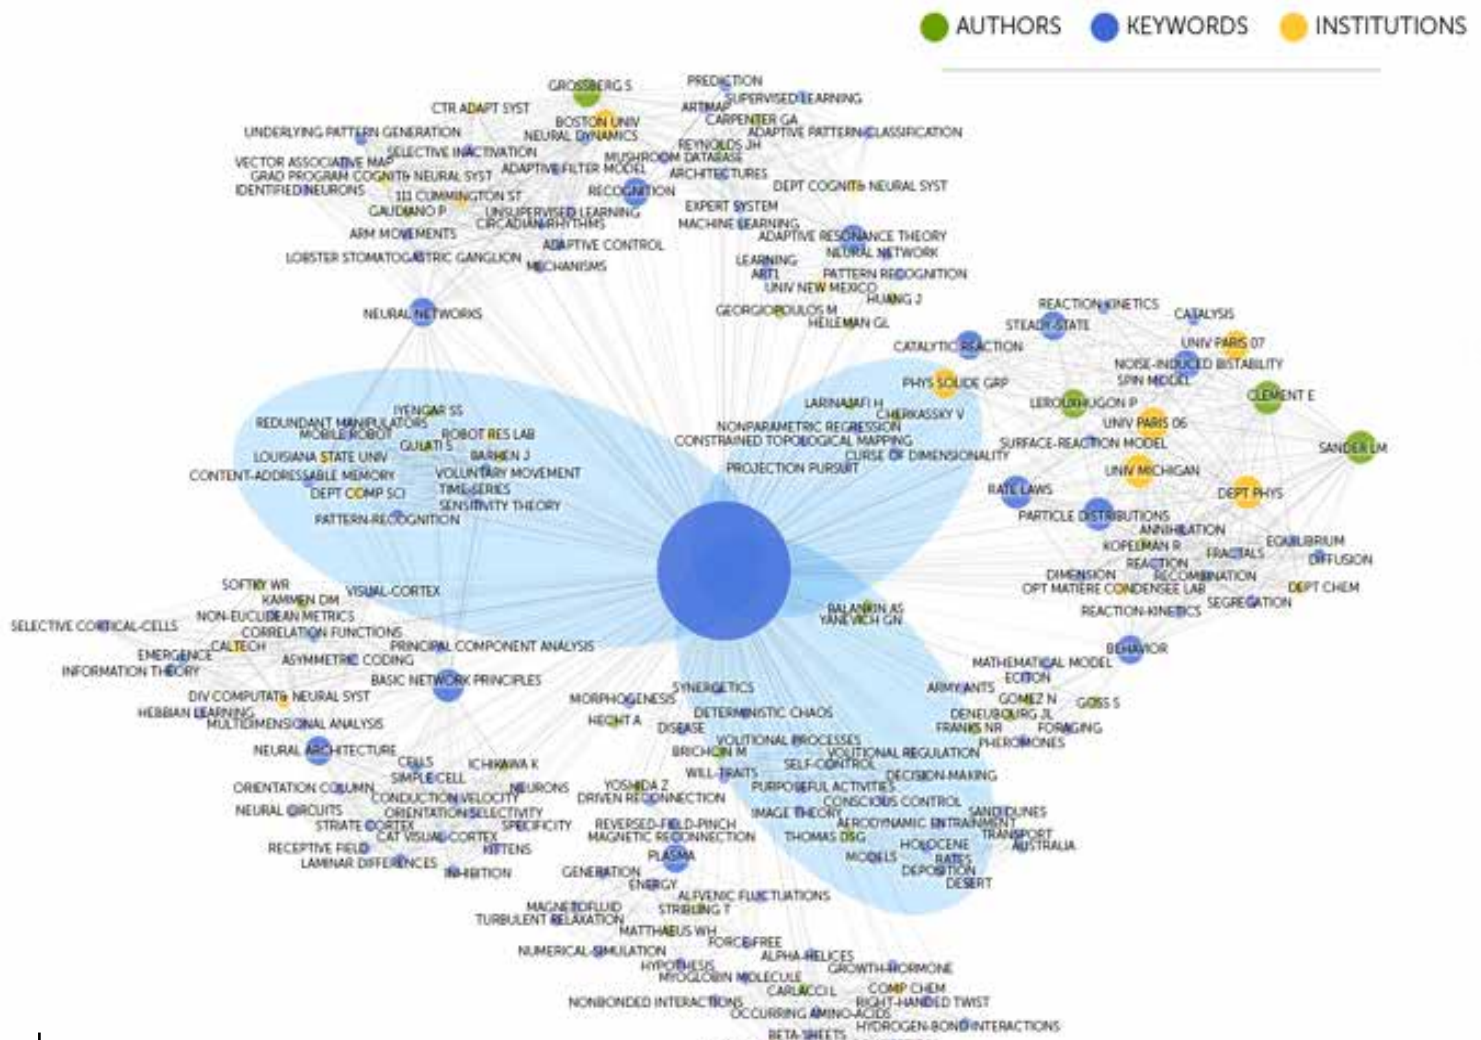 AUTHORS KEYWORDS INSTITUTIONS
GROSSBERG S
PREDICTION
SUPERVISED LEARNING
CTR ADAPT SYST
ARTMAP
BOSTON UNIV
CARPENTER GA
UNDERLYING PATTERN GENERATION
NEURAL DYNAMICS
ADAPTIVE PATTERN-CLASSIFICATION
REYNOLDS JH
SELECTIVE INACTIVATION
MUSHROOM DATABASE
VECTOR ASSOCIATIVE MAP
ADAPTIVE FILTER MODEL
ARCHITECTURES
GRAD PROGRAM COGNIT& NEURAL SYST
DEPT COGNIT& NEURAL SYST
IDENTIFIED NEURONS
RECOGNITION
111 CUMMINGTON ST
EXPERT SYSTEM
GAUDIANO P
UNSUPERVISED LEARNING
CIRCADIAN-RHYTHMS
MACHINE LEARNING
ARM MOVEMENTS
ADAPTIVE RESONANCE THEORY
ADAPTIVE CONTROL
NEURAL NETWORK
LOBSTER STOMATOGASTRIC GANGLION
LEARNING
MECHANISMS
ART1
PATTERN RECOGNITION
UNIV NEW MEXICO
HUANG J
GEORGIOPOULOS M
HEILEMAN GL
NEURAL NETWORKS
REACTION KINETICS
CATALYSIS
STEADY-STATE
CATALYTIC REACTION
UNIV PARIS 07
NOISE-INDUCED BISTABILITY
SPIN MODEL
PHYS SOLIDE GRP
CLEMENT E
LARINAJAFI H
LEROUXHUGON P
CHERKASSKY V
UNIV PARIS 06
NONPARAMETRIC REGRESSION
CONSTRAINED TOPOLOGICAL MAPPING
SURFACE-REACTION MODEL
SANDER LM
CURSE OF DIMENSIONALITY
PROJECTION PURSUIT
UNIV MICHIGAN
RATE LAWS
DEPT PHYS
PARTICLE DISTRIBUTIONS
ANNIHILATION
KOPELMAN R
EQUILIBRIUM
FRACTALS
DIFFUSION
REACTION
DIMENSION
RECOMBINATION
OPT MATIERE CONDENSEE LAB
DEPT CHEM
SEGREGATION
REACTION-KINETICS
IYENGAR SS
REDUNDANT MANIPULATORS
MOBILE ROBOT
ROBOT RES LAB
GULATI S
LOUISIANA STATE UNIV
BARHEN J
CONTENT-ADDRESSABLE MEMORY
VOLUNTARY MOVEMENT
DEPT COMP SCI
TIME-SERIES
SENSITIVITY THEORY
PATTERN-RECOGNITION
BALANKIN AS
YANEVICH GN
SOFTKY WR
VISUAL-CORTEX
KAMMEN DM
NON-EUCLIDEAN METRICS
SELECTIVE CORTICAL-CELLS
CORRELATION FUNCTIONS
CALTECH
PRINCIPAL COMPONENT ANALYSIS
EMERGENCE
ASYMMETRIC CODING
INFORMATION THEORY
BASIC NETWORK PRINCIPLES
DIV COMPUTAT& NEURAL SYST
HEBBIAN LEARNING
MULTIDIMENSIONAL ANALYSIS
NEURAL ARCHITECTURE
CELLS
ICHIKAWA K
SIMPLE CELL
ORIENTATION COLUMN
NEURONS
CONDUCTION VELOCITY
NEURAL CIRCUITS
ORIENTATION SELECTIVITY
STRIATE CORTEX
SPECIFICITY
CAT VISUAL-CORTEX
RECEPTIVE FIELD
KITTENS
LAMINAR DIFFERENCES
INHIBITION
BEHAVIOR
MATHEMATICAL MODEL
ECITON
ARMY ANTS
GOMEZ N
GOSS S
DENEUBOURG JL
FRANKS NR
FORAGING
PHEROMONES
SYNERGETICS
MORPHOGENESIS
DETERMINISTIC CHAOS
HECHT A
DISEASE
VOLITIONAL PROCESSES
BRICHCIN M
VOLITIONAL REGULATION
SELF-CONTROL
WILL-TRAITS
DECISION-MAKING
YOSHIDA Z
PURPOSEFUL ACTIVITIES
DRIVEN RECONNECTION
CONSCIOUS CONTROL
IMAGE THEORY
SAND DUNES
REVERSED-FIELD-PINCH
AERODYNAMIC ENTRAINMENT
MAGNETIC RECONNECTION
THOMAS DSG
TRANSPORT
HOLOCENE
AUSTRALIA
PLASMA
MODELS
RATES
GENERATION
DEPOSITION
ENERGY
DESERT
ALFVENIC FLUCTUATIONS
MAGNETOFLUID
STRIBLING T
TURBULENT RELAXATION
MATTHAEUS WH
FORCE-FREE
NUMERICAL-SIMULATION
ALPHA-HELICES
HYPOTHESIS
GROWTH-HORMONE
MYOGLOBIN MOLECULE
CARLACCI L
COMP CHEM
NONBONDED INTERACTIONS
RIGHT-HANDED TWIST
OCCURRING AMINO-ACIDS
HYDROGEN-BOND INTERACTIONS
BETA-SHEETS